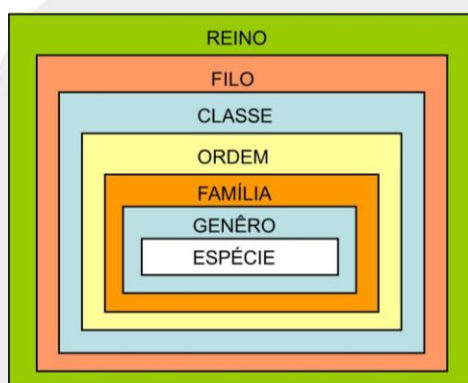 REINO
FILO
CLASSE
ORDEM
FAMÍLIA
GENÊRO
ESPÉCIE